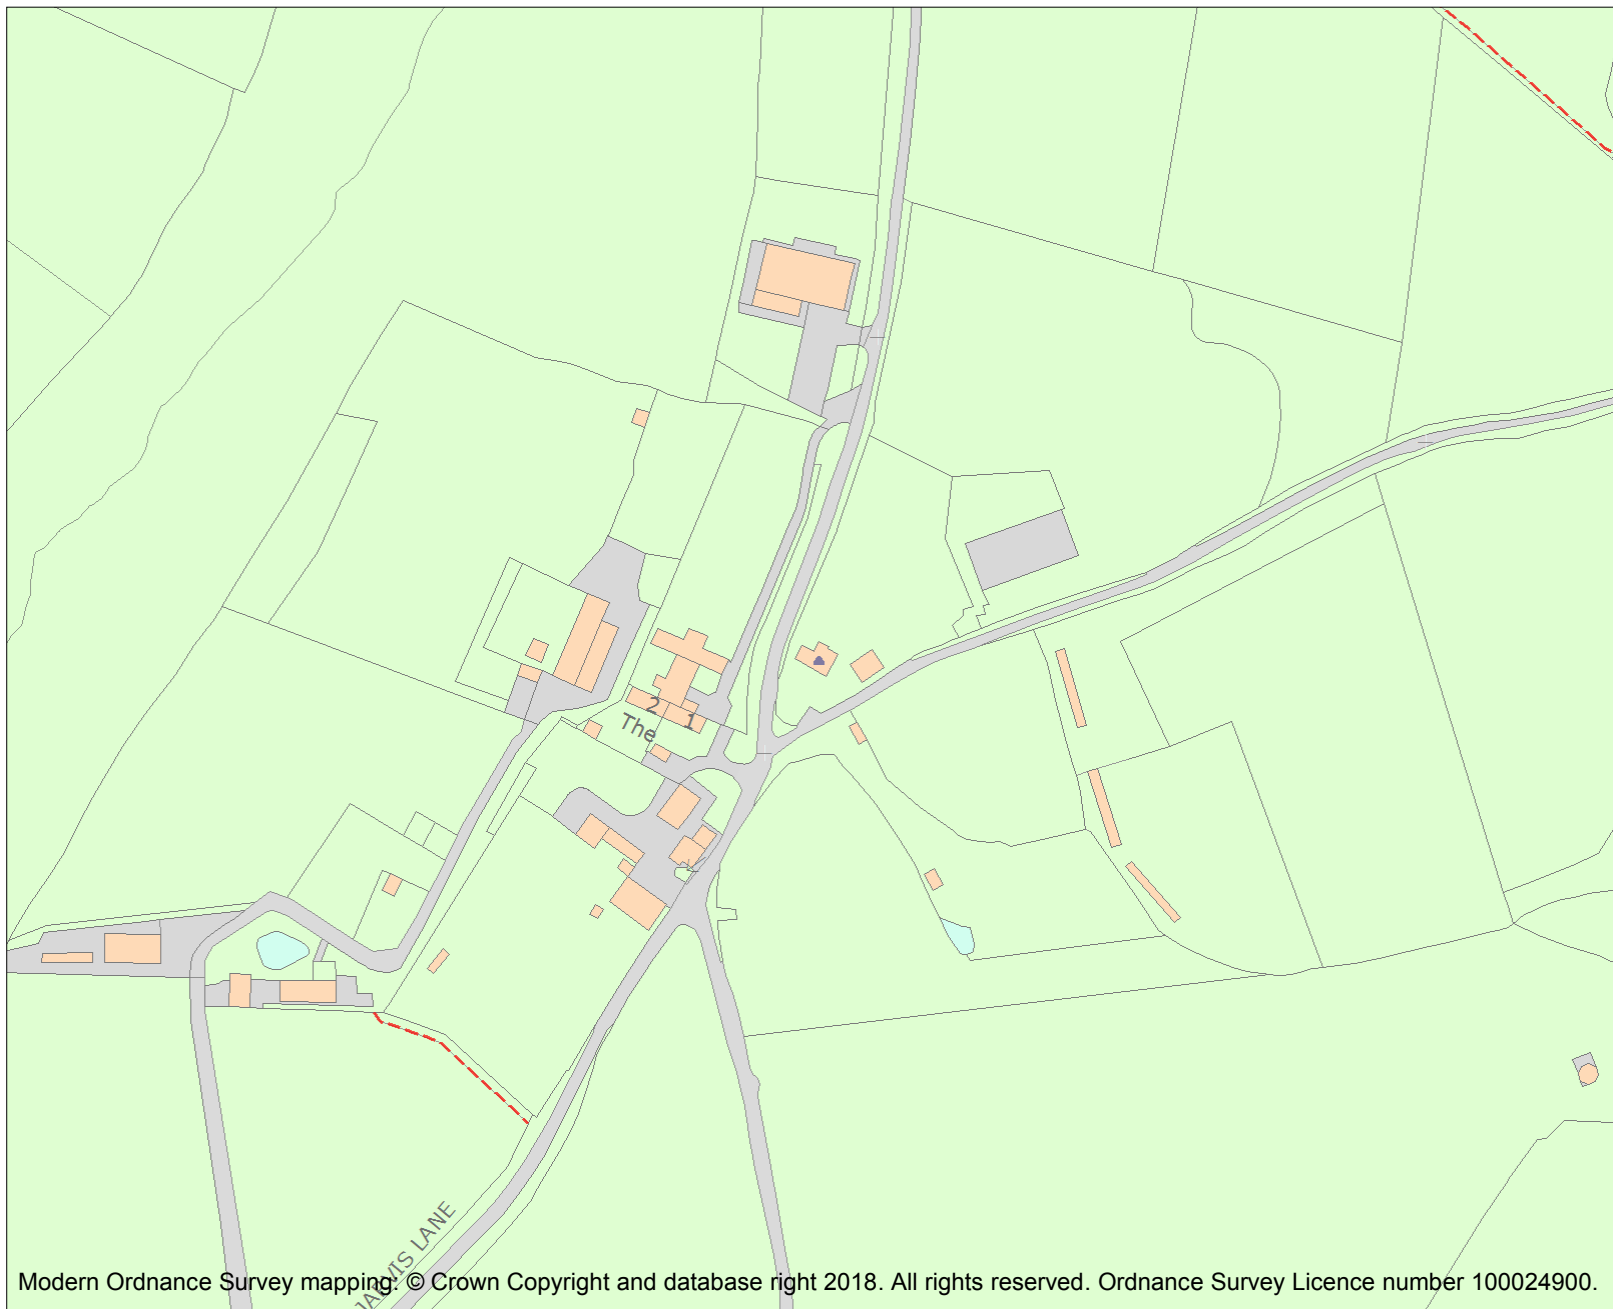 2
1
The
JARVIS LANE
Modern Ordnance Survey mapping: © Crown Copyright and database right 2018. All rights reserved. Ordnance Survey Licence number 100024900.